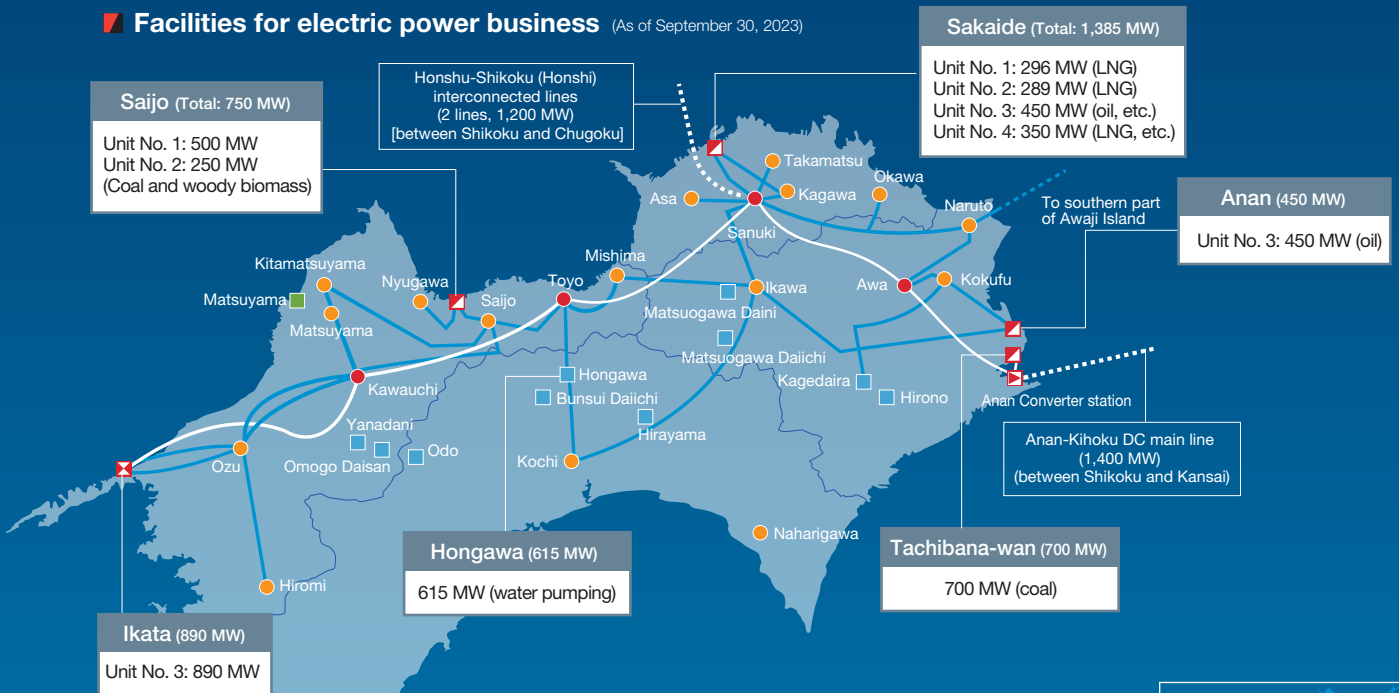 Facilities for electric power business (As of September 30, 2023)
Sakaide (Total: 1,385 MW)
Unit No. 1: 296 MW (LNG)
Unit No. 2: 289 MW (LNG)
Unit No. 3: 450 MW (oil, etc.)
Unit No. 4: 350 MW (LNG, etc.)
Honshu-Shikoku (Honshi)
interconnected lines
(2 lines, 1,200 MW)
[between Shikoku and Chugoku]
Saijo (Total: 750 MW)
Unit No. 1: 500 MW
Unit No. 2: 250 MW
(Coal and woody biomass)
Takamatsu
Okawa
Asa
Kagawa
Naruto
To southern part
of Awaji Island
Anan (450 MW)
Unit No. 3: 450 MW (oil)
Sanuki
Mishima
Kitamatsuyama
Nyugawa
Toyo
Ikawa
Awa
Kokufu
Matsuyama
Saijo
Matsuogawa Daini
Matsuyama
Matsuogawa Daiichi
Kawauchi
Hongawa
Kagedaira
Bunsui Daiichi
Hirono
Anan Converter station
Yanadani
Hirayama
Odo
Omogo Daisan
Ozu
Kochi
Anan-Kihoku DC main line
(1,400 MW)
(between Shikoku and Kansai)
Naharigawa
Hongawa (615 MW)
615 MW (water pumping)
Tachibana-wan (700 MW)
700 MW (coal)
Hiromi
Ikata (890 MW)
Unit No. 3: 890 MW